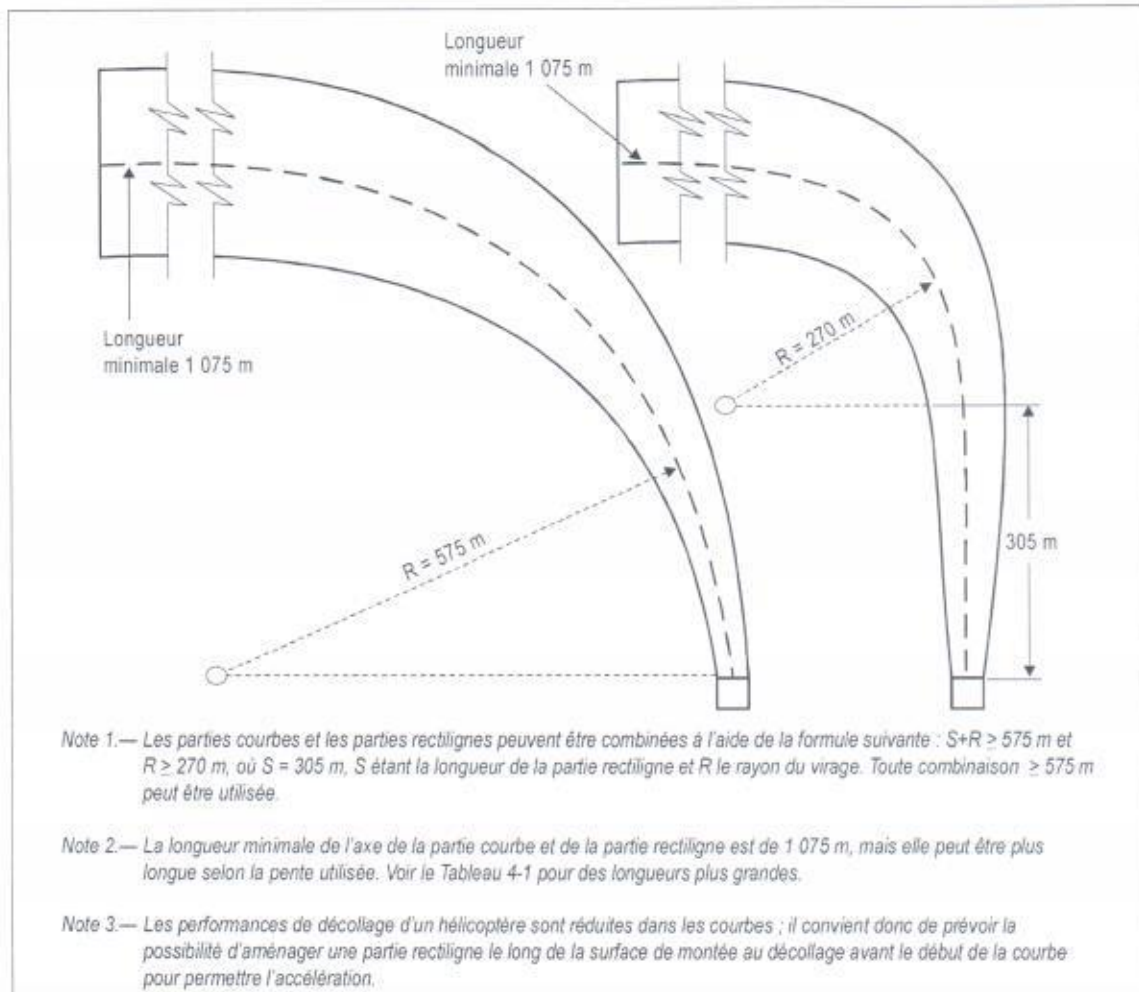 Longueur
minimale 1 075 m
Longueur
minimale 1 075 m
R = 270 m
R = 575 m
305 m
Note 1.— Les parties courbes et les parties rectilignes peuvent être combinées à l'aide de la formule suivante : S+R ≥ 575 m et
R ≥ 270 m, où S = 305 m, S étant la longueur de la partie rectiligne et R le rayon du virage. Toute combinaison ≥ 575 m
peut être utilisée.
Note 2.— La longueur minimale de l'axe de la partie courbe et de la partie rectiligne est de 1 075 m, mais elle peut être plus
longue selon la pente utilisée. Voir le Tableau 4-1 pour des longueurs plus grandes.
Note 3.— Les performances de décollage d'un hélicoptère sont réduites dans les courbes ; il convient donc de prévoir la
possibilité d'aménager une partie rectiligne le long de la surface de montée au décollage avant le début de la courbe
pour permettre l'accélération.